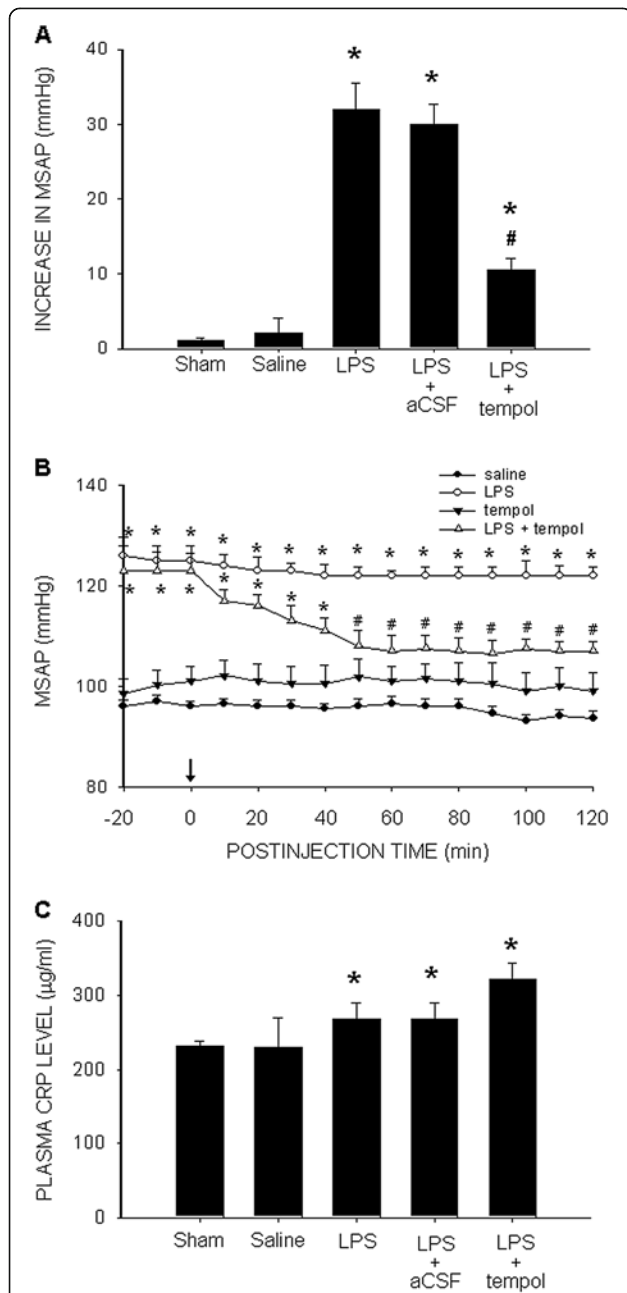 A
INCREASE IN MSAP (mmHg)
40
30
20
10
0
*
*
*
#
Sham
Saline
LPS
LPS
+
aCSF
LPS
+
tempol
B
MSAP (mmHg)
140
120
100
80
saline
LPS
tempol
LPS + tempol
* * * * * * * * * * * * * * *
* * * * * * * # # # # # # # #
-20 0 20 40 60 80 100 120
POSTINJECTION TIME (min)
C
PLASMA CRP LEVEL (µg/ml)
400
300
200
100
0
*
*
*
Sham
Saline
LPS
LPS
+
aCSF
LPS
+
tempol